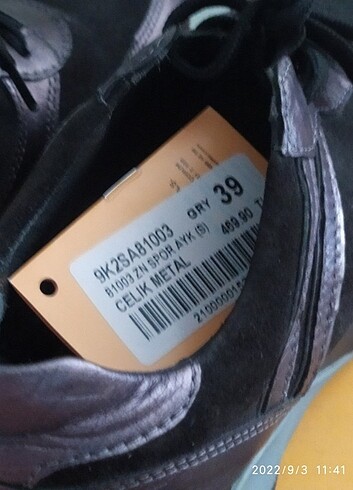 9K2SA81003 GRY 39
81003 ZN SPOR AYK (S) 469.90
CELIK METAL
2022/9/3 11:41